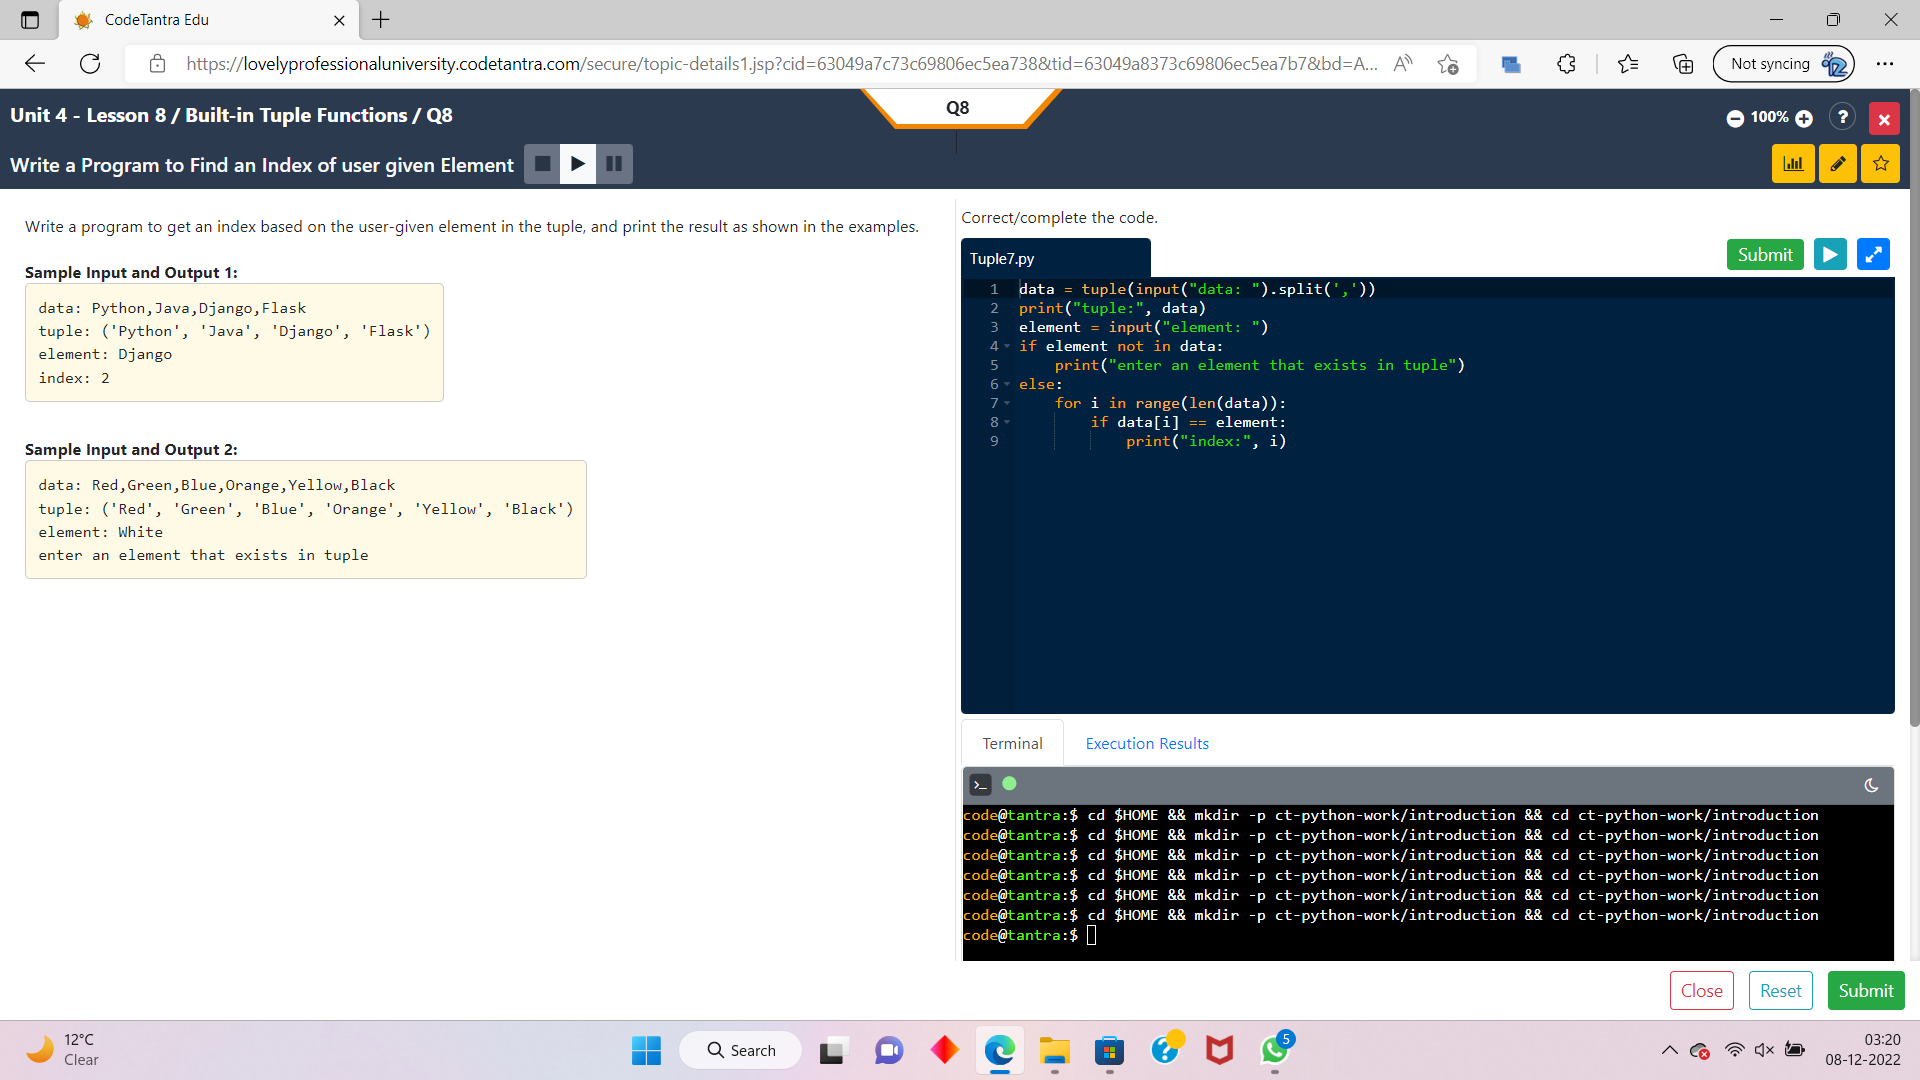 CodeTantra Edu
https://lovelyprofessionaluniversity.codetantra.com/secure/topic-details1.jsp?cid=63049a7c73c69806ec5ea738&tid=63049a8373c69806ec5ea7b7&bd=A...
Not syncing
Unit 4 - Lesson 8 / Built-in Tuple Functions / Q8
Q8
100%
?
Write a Program to Find an Index of user given Element
Write a program to get an index based on the user-given element in the tuple, and print the result as shown in the examples.
Sample Input and Output 1:
data: Python,Java,Django,Flask
tuple: ('Python', 'Java', 'Django', 'Flask')
element: Django
index: 2
Sample Input and Output 2:
data: Red,Green,Blue,Orange,Yellow,Black
tuple: ('Red', 'Green', 'Blue', 'Orange', 'Yellow', 'Black')
element: White
enter an element that exists in tuple
Correct/complete the code.
Tuple7.py
Submit
1 data = tuple(input("data: ").split(','))
2 print("tuple:", data)
3 element = input("element: ")
4 if element not in data:
5 print("enter an element that exists in tuple")
6 else:
7 for i in range(len(data)):
8 if data[i] == element:
9 print("index:", i)
Terminal
Execution Results
code@tantra:$ cd $HOME && mkdir -p ct-python-work/introduction && cd ct-python-work/introduction
code@tantra:$ cd $HOME && mkdir -p ct-python-work/introduction && cd ct-python-work/introduction
code@tantra:$ cd $HOME && mkdir -p ct-python-work/introduction && cd ct-python-work/introduction
code@tantra:$ cd $HOME && mkdir -p ct-python-work/introduction && cd ct-python-work/introduction
code@tantra:$ cd $HOME && mkdir -p ct-python-work/introduction && cd ct-python-work/introduction
code@tantra:$ cd $HOME && mkdir -p ct-python-work/introduction && cd ct-python-work/introduction
code@tantra:$
Close
Reset
Submit
12°C
Clear
Search
5
03:20
08-12-2022